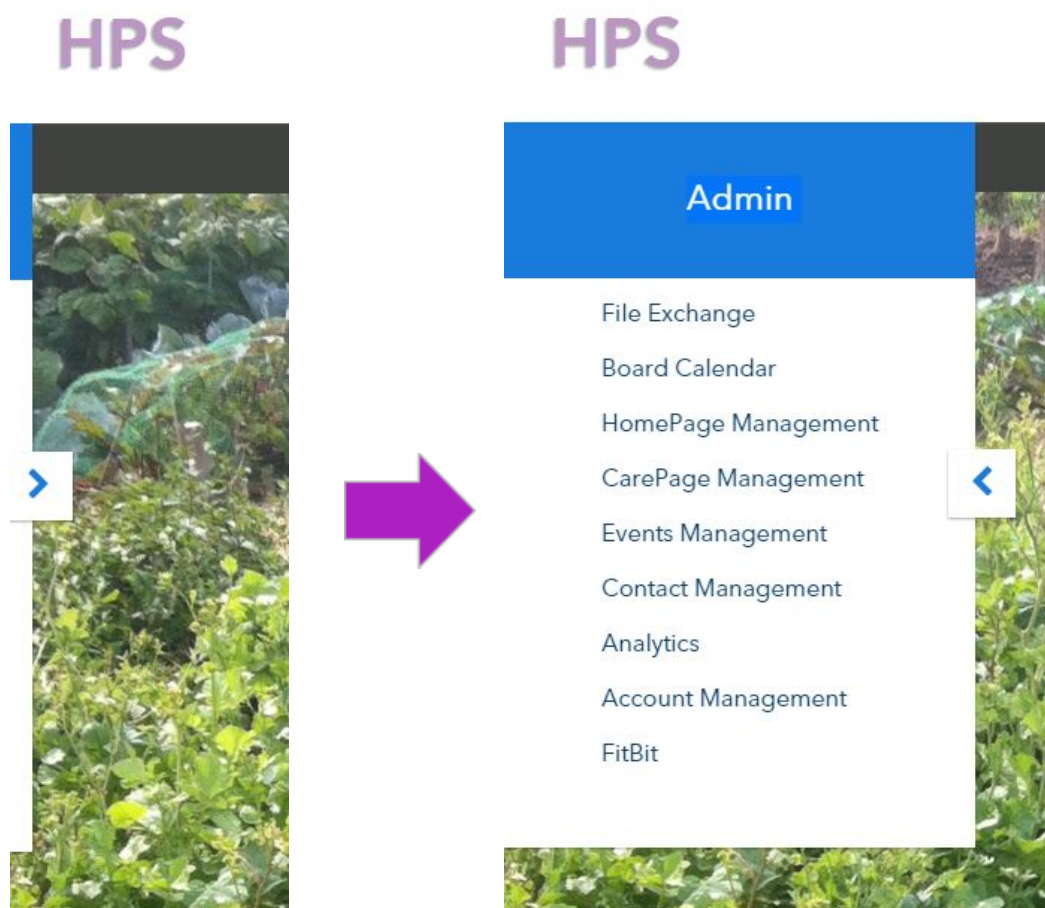 HPS
HPS
Admin
File Exchange
Board Calendar
HomePage Management
CarePage Management
Events Management
Contact Management
Analytics
Account Management
FitBit